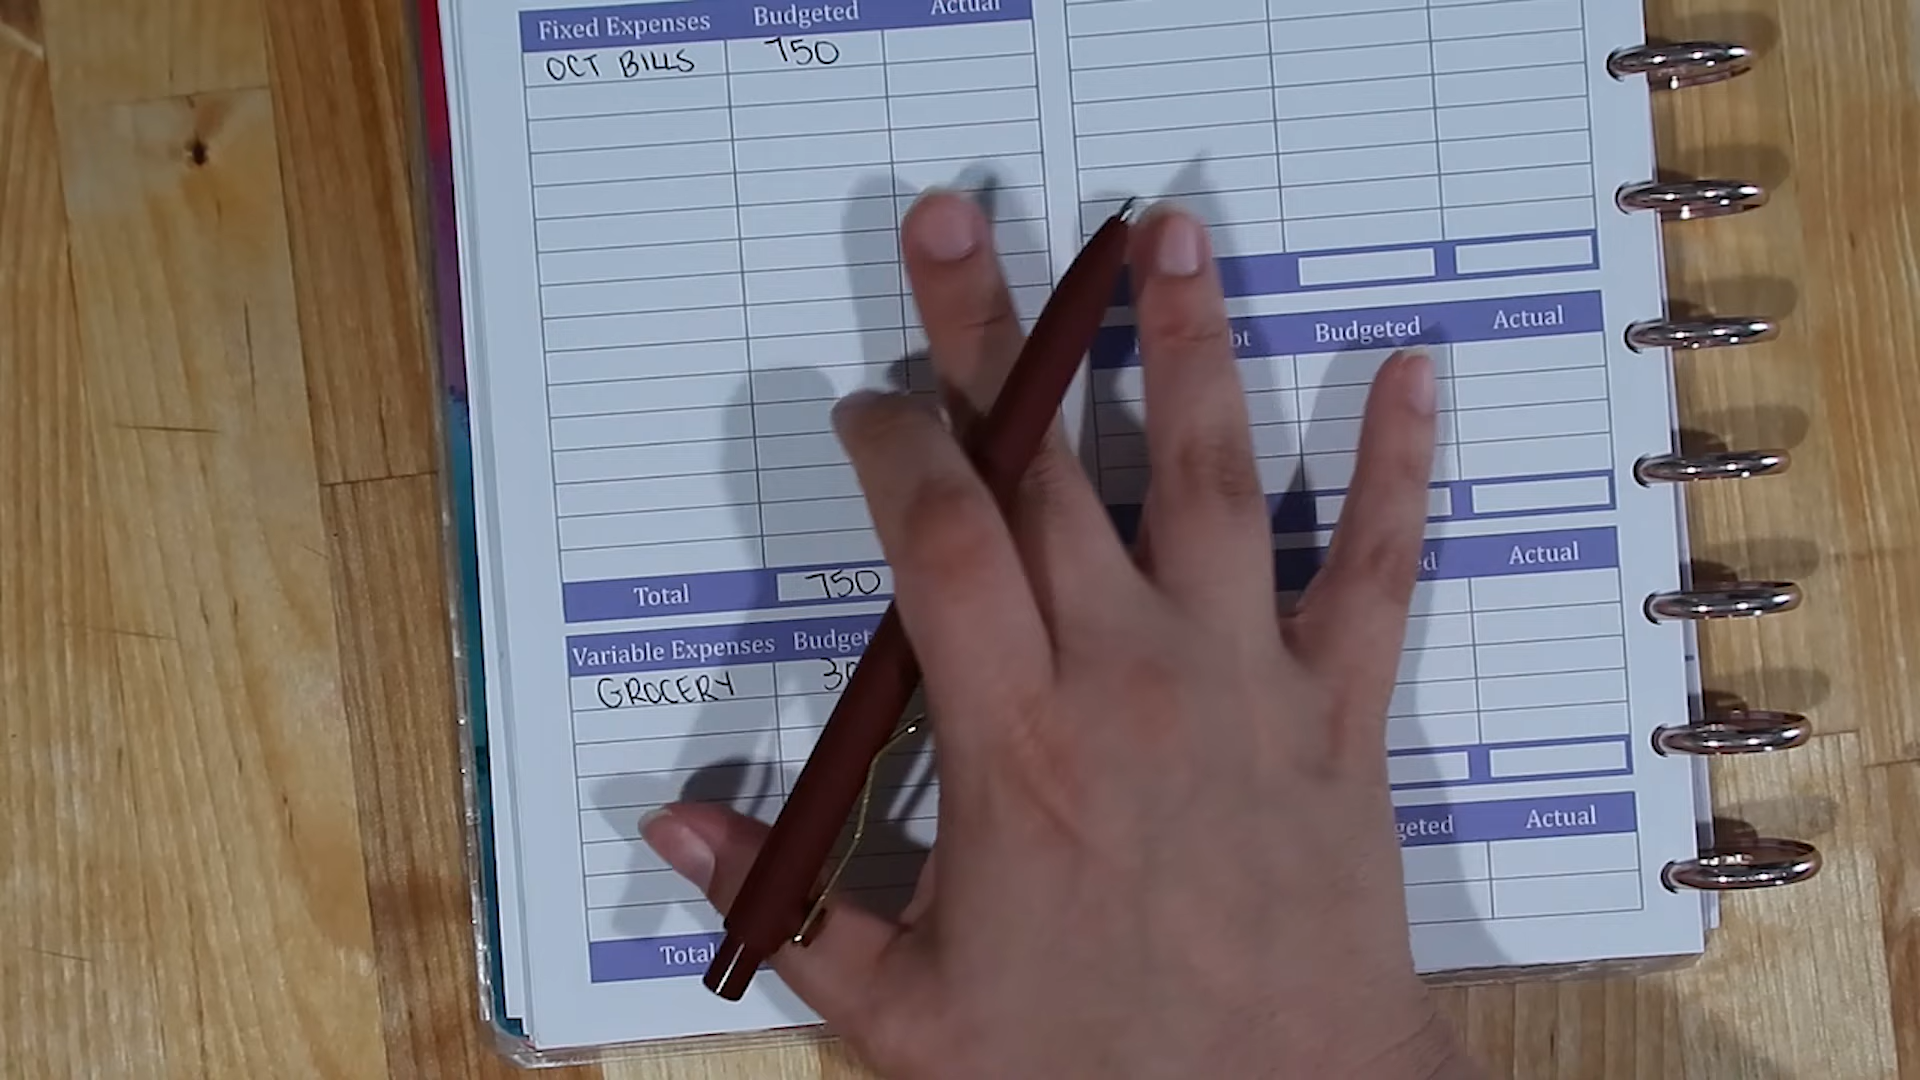 Fixed Expenses Budgeted Actual
OCT BILLS 750
Total 750
Variable Expenses
GROCERY
Total
Budgeted Actual
Actual
Actual